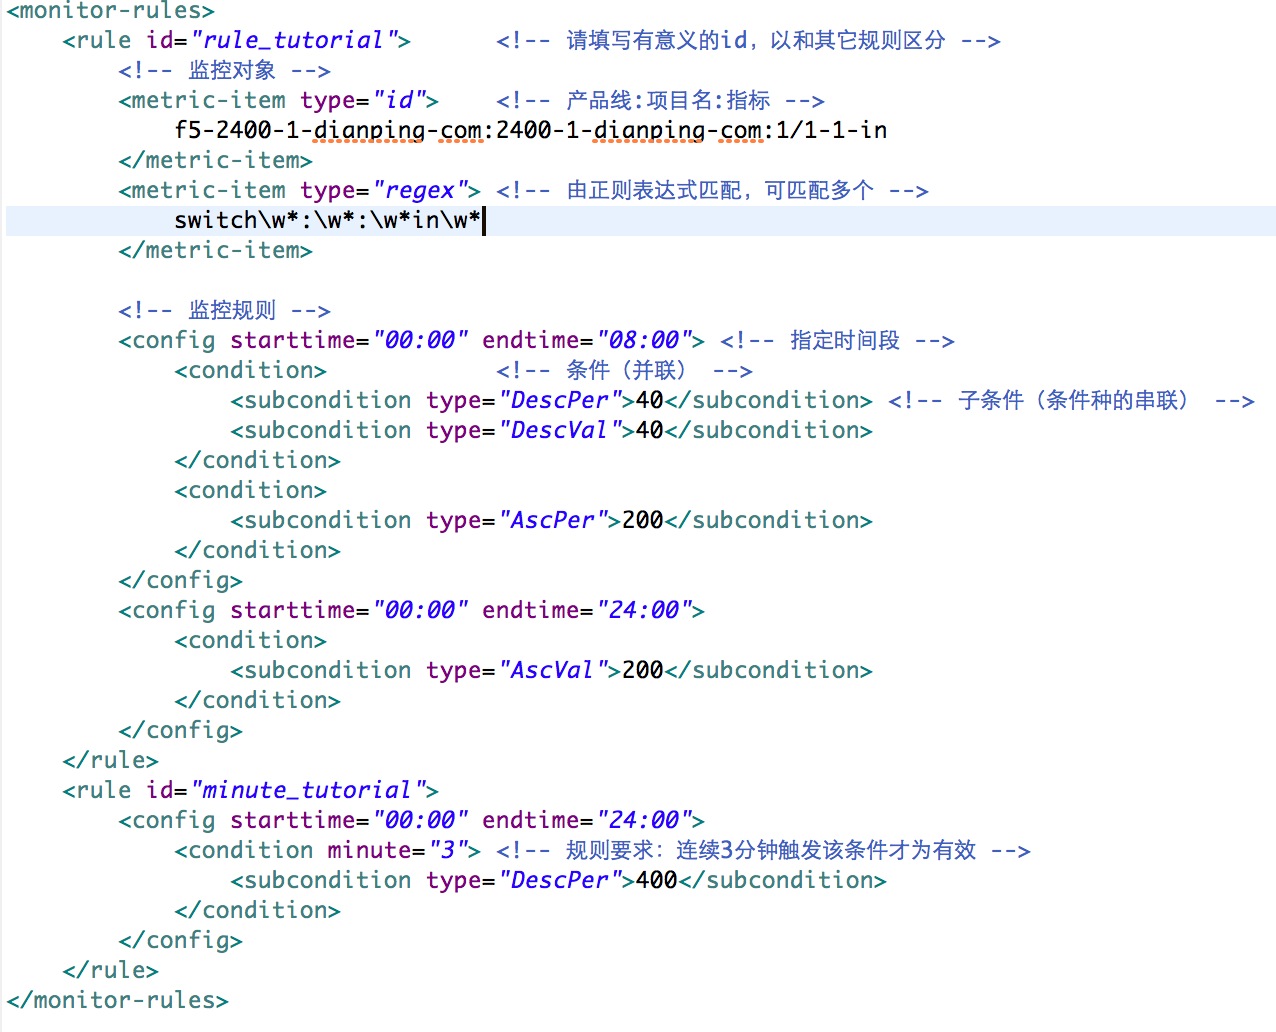 <monitor-rules>
    <rule id="rule_tutorial">      <!-- 请填写有意义的id，以和其它规则区分 -->
        <!-- 监控对象 -->
        <metric-item type="id">    <!-- 产品线:项目名:指标 -->
            f5-2400-1-dianping-com:2400-1-dianping-com:1/1-1-in
        </metric-item>
        <metric-item type="regex"> <!-- 由正则表达式匹配，可匹配多个 -->
            switch\w*:\w*:\w*in\w*
        </metric-item>

        <!-- 监控规则 -->
        <config starttime="00:00" endtime="08:00"> <!-- 指定时间段 -->
            <condition>            <!-- 条件（并联） -->
                <subcondition type="DescPer">40</subcondition> <!-- 子条件（条件种的串联） -->
                <subcondition type="DescVal">40</subcondition>
            </condition>
            <condition>
                <subcondition type="AscPer">200</subcondition>
            </condition>
        </config>
        <config starttime="00:00" endtime="24:00">
            <condition>
                <subcondition type="AscVal">200</subcondition>
            </condition>
        </config>
    </rule>
    <rule id="minute_tutorial">
        <config starttime="00:00" endtime="24:00">
            <condition minute="3"> <!-- 规则要求：连续3分钟触发该条件才为有效 -->
                <subcondition type="DescPer">400</subcondition>
            </condition>
        </config>
    </rule>
</monitor-rules>